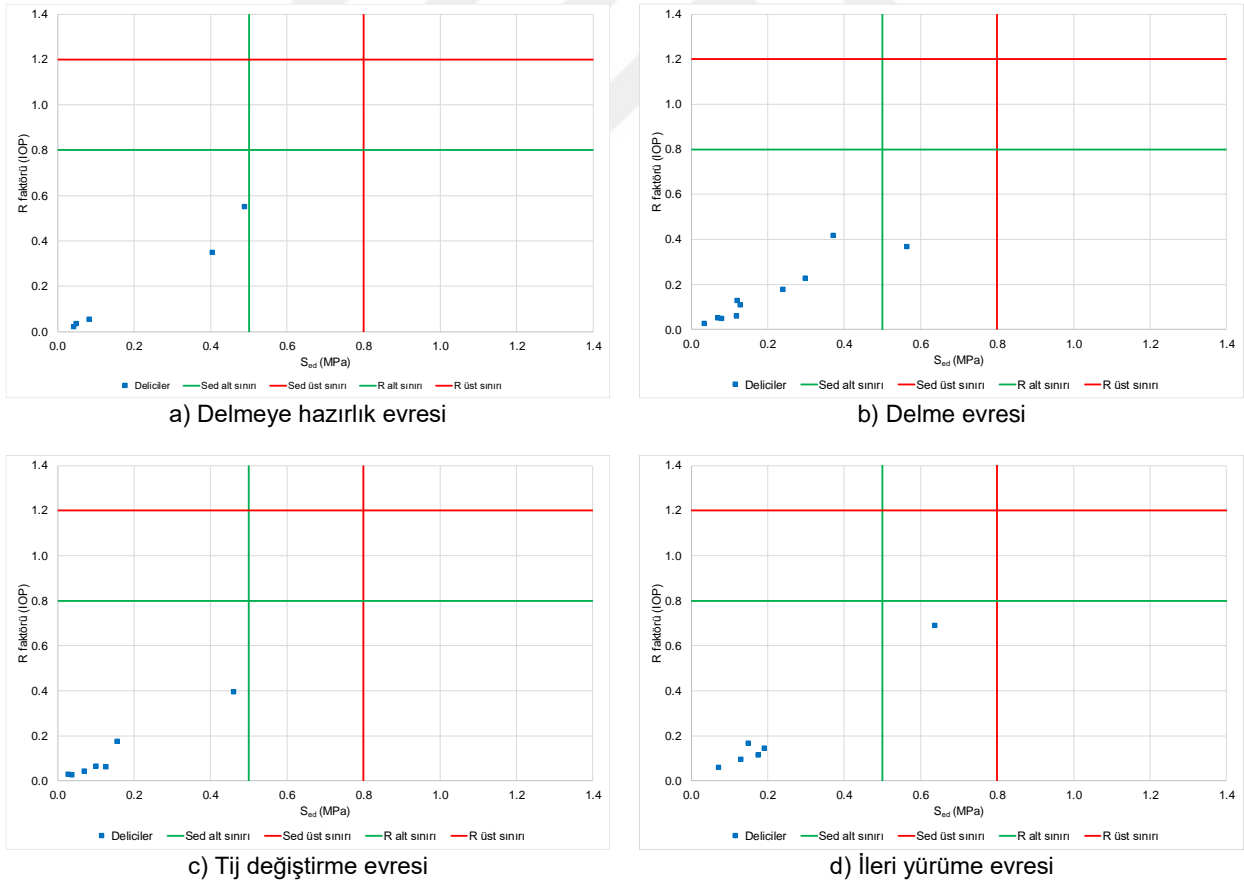 1.4
1.2
1.0
0.8
0.6
0.4
0.2
0.0
R faktörü (IOP)
0.0 0.2 0.4 0.6 0.8 1.0 1.2 1.4
Sed (MPa)
Deliciler Sed alt sınırı Sed üst sınırı R alt sınırı R üst sınırı
a) Delmeye hazırlık evresi
1.4
1.2
1.0
0.8
0.6
0.4
0.2
0.0
R faktörü (IOP)
0.0 0.2 0.4 0.6 0.8 1.0 1.2 1.4
Sed (MPa)
Deliciler Sed alt sınırı Sed üst sınırı R alt sınırı R üst sınırı
b) Delme evresi
1.4
1.2
1.0
0.8
0.6
0.4
0.2
0.0
R faktörü (IOP)
0.0 0.2 0.4 0.6 0.8 1.0 1.2 1.4
Sed (MPa)
Deliciler Sed alt sınırı Sed üst sınırı R alt sınırı R üst sınırı
c) Tij değiştirme evresi
1.4
1.2
1.0
0.8
0.6
0.4
0.2
0.0
R faktörü (IOP)
0.0 0.2 0.4 0.6 0.8 1.0 1.2 1.4
Sed (MPa)
Deliciler Sed alt sınırı Sed üst sınırı R alt sınırı R üst sınırı
d) İleri yürüme evresi